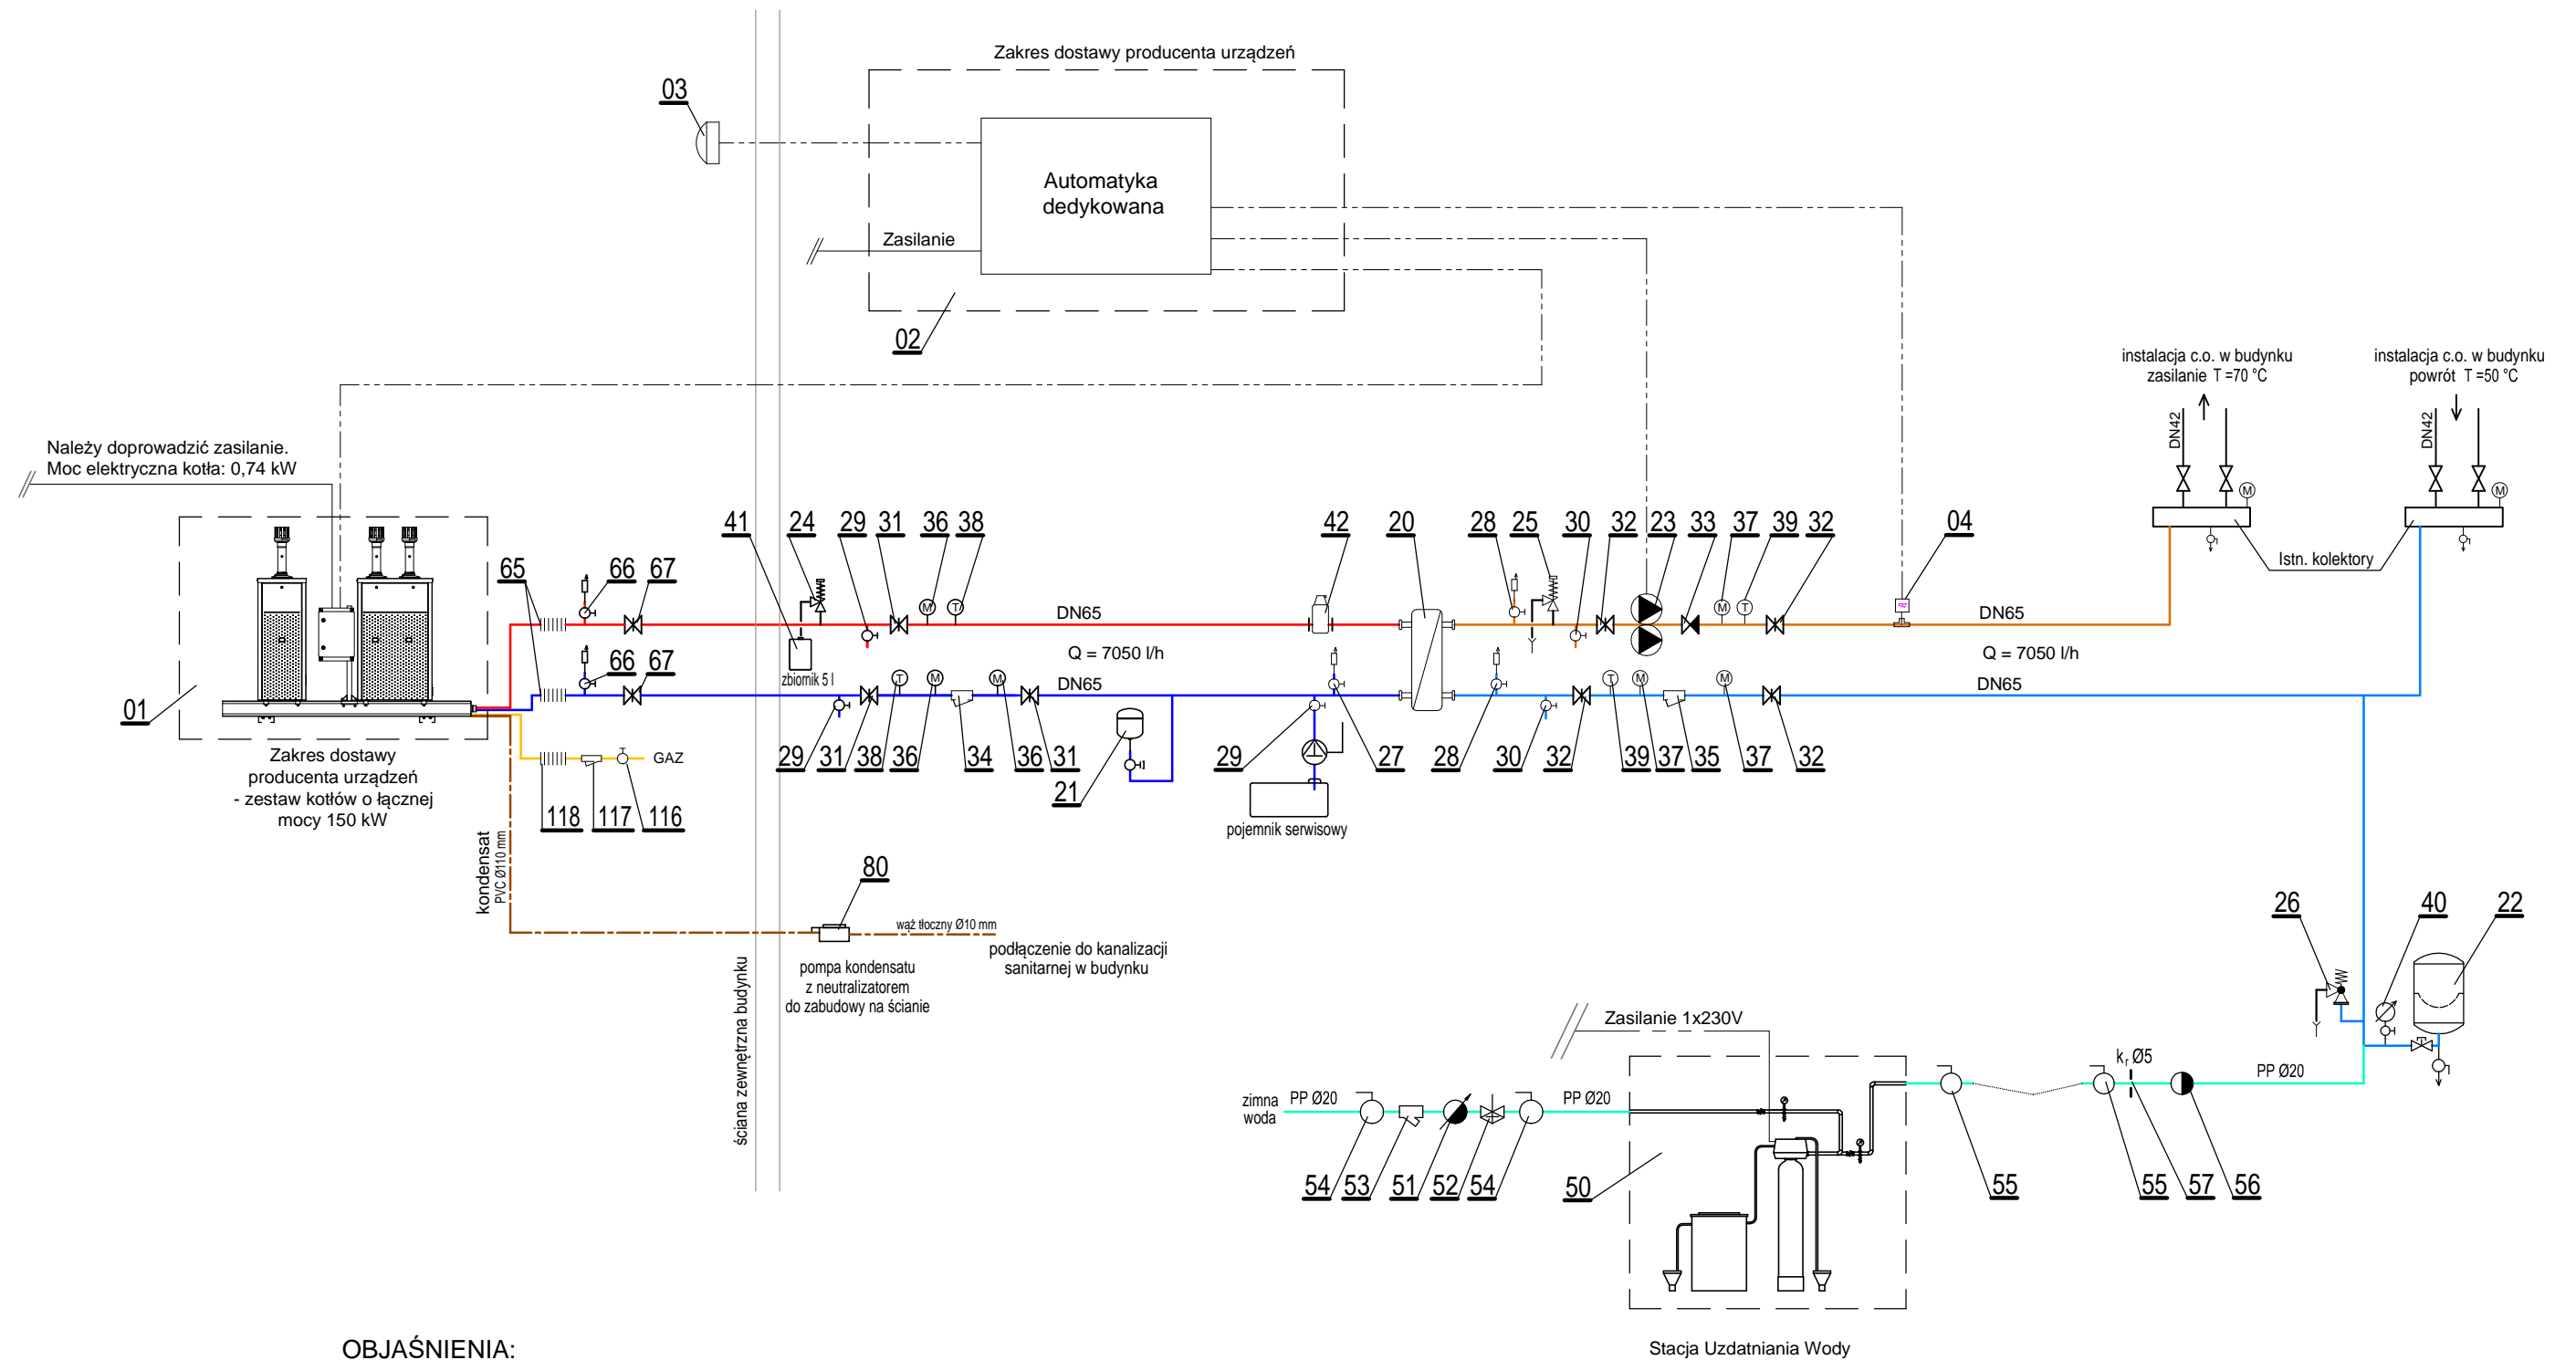 Zakres dostawy producenta urządzeń
03
Automatyka
dedykowana
Zasilanie
02
instalacja c.o. w budynku
zasilanie T =70 °C
instalacja c.o. w budynku
powrót T =50 °C
DN42
DN42
M
M
Istn. kolektory
Należy doprowadzić zasilanie.
Moc elektryczna kotła: 0,74 kW
41
24
29
31
36
38
42
20
28
25
30
32
23
33
37
39
32
04
65
66
67
M
T
DN65
M
T
DN65
Q = 7050 l/h
Q = 7050 l/h
66
67
zbiornik 5 l
T
M
M
DN65
T
M
M
DN65
01
Zakres dostawy
producenta urządzeń
- zestaw kotłów o łącznej
mocy 150 kW
GAZ
118
117
116
29
31
38
36
34
36
31
21
29
27
28
30
32
39
37
35
37
32
pojemnik serwisowy
kondensat
PVC Ø110 mm
80
wąż tłoczny Ø10 mm
podłączenie do kanalizacji
sanitarnej w budynku
pompa kondensatu
z neutralizatorem
do zabudowy na ścianie
ściana zewnętrzna budynku
26
40
22
Zasilanie 1x230V
kr Ø5
PP Ø20
zimna
woda
PP Ø20
PP Ø20
54
53
51
52
54
50
55
55
57
56
OBJAŚNIENIA:
Stacja Uzdatniania Wody